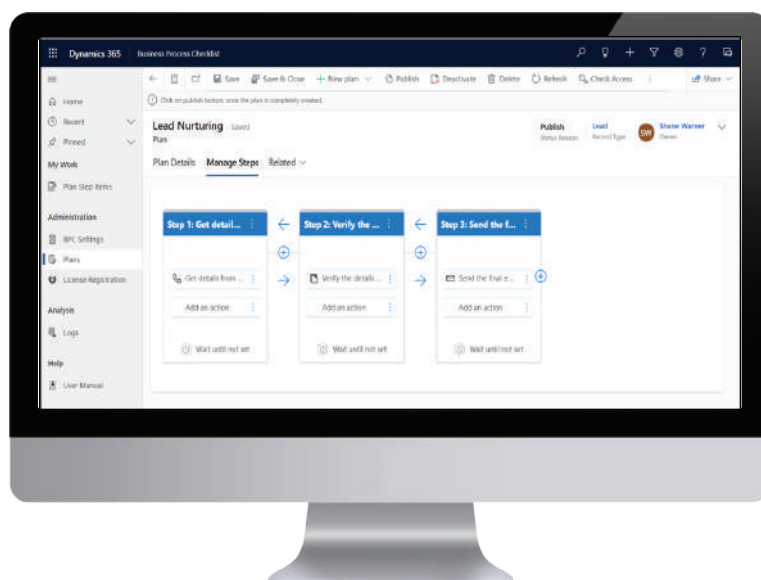 Dynamics 365 Business Process Checklist
Save Save & Close New plan Publish Deactivate Delete Refresh Check Access Share
Click on publish button once the plan is completely created.
Home
Recent
Pinned
My Work
Plan Step Items
Administration
BPC Settings
Plans
License Registration
Analysis
Logs
Help
User Manual
Lead Nurturing - Saved
Plan
Publish
Status Reason
Lead
Record Type
SW
Shane Warner
Owner
Plan Details Manage Steps Related
Step 1: Get detail...
Get details from ...
Add an action
Wait until not set
Step 2: Verify the ...
Verify the details ...
Add an action
Wait until not set
Step 3: Send the f...
Send the final e...
Add an action
Wait until not set